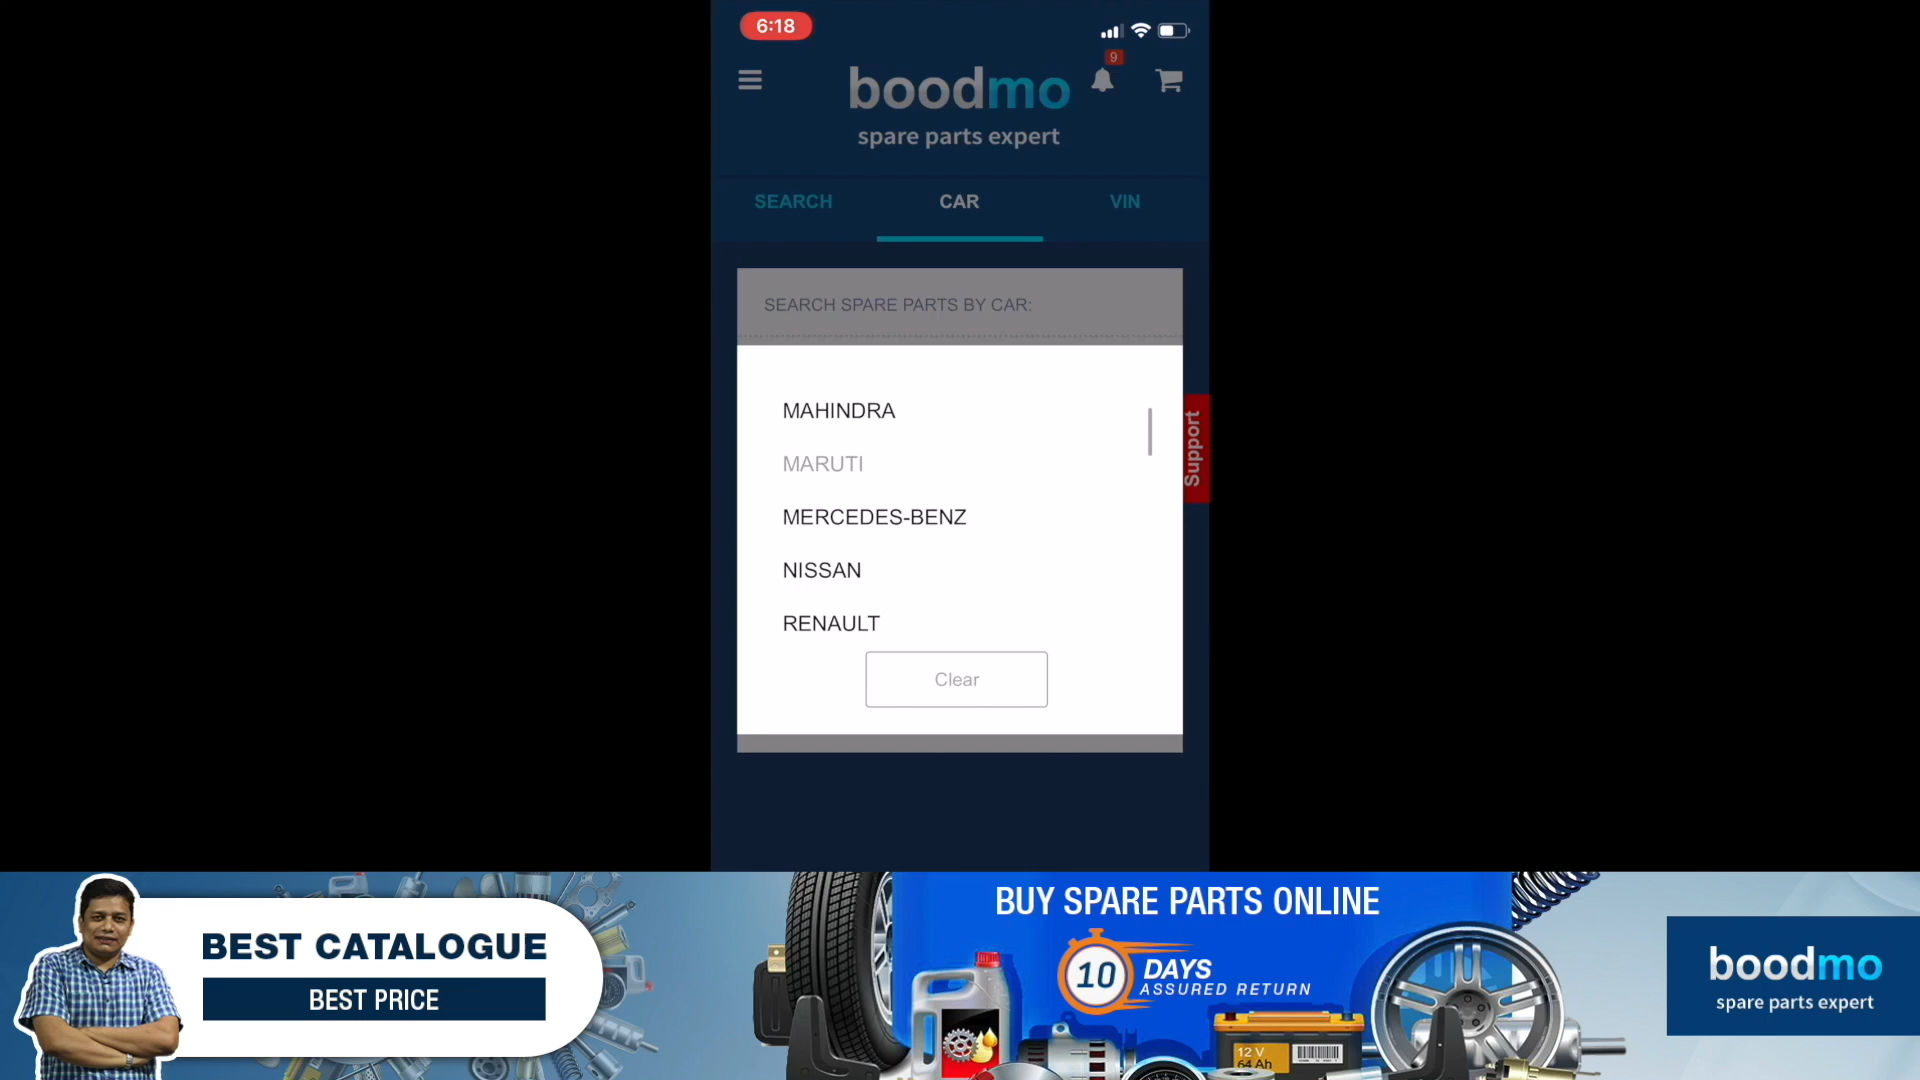 6:18
9
boodmo
spare parts expert
SEARCH
CAR
VIN
SEARCH SPARE PARTS BY CAR:
MAHINDRA
MARUTI
MERCEDES-BENZ
NISSAN
RENAULT
Clear
Support
BEST CATALOGUE
BEST PRICE
BUY SPARE PARTS ONLINE
10
DAYS
ASSURED RETURN
12 V
64 Ah
boodmo
spare parts expert